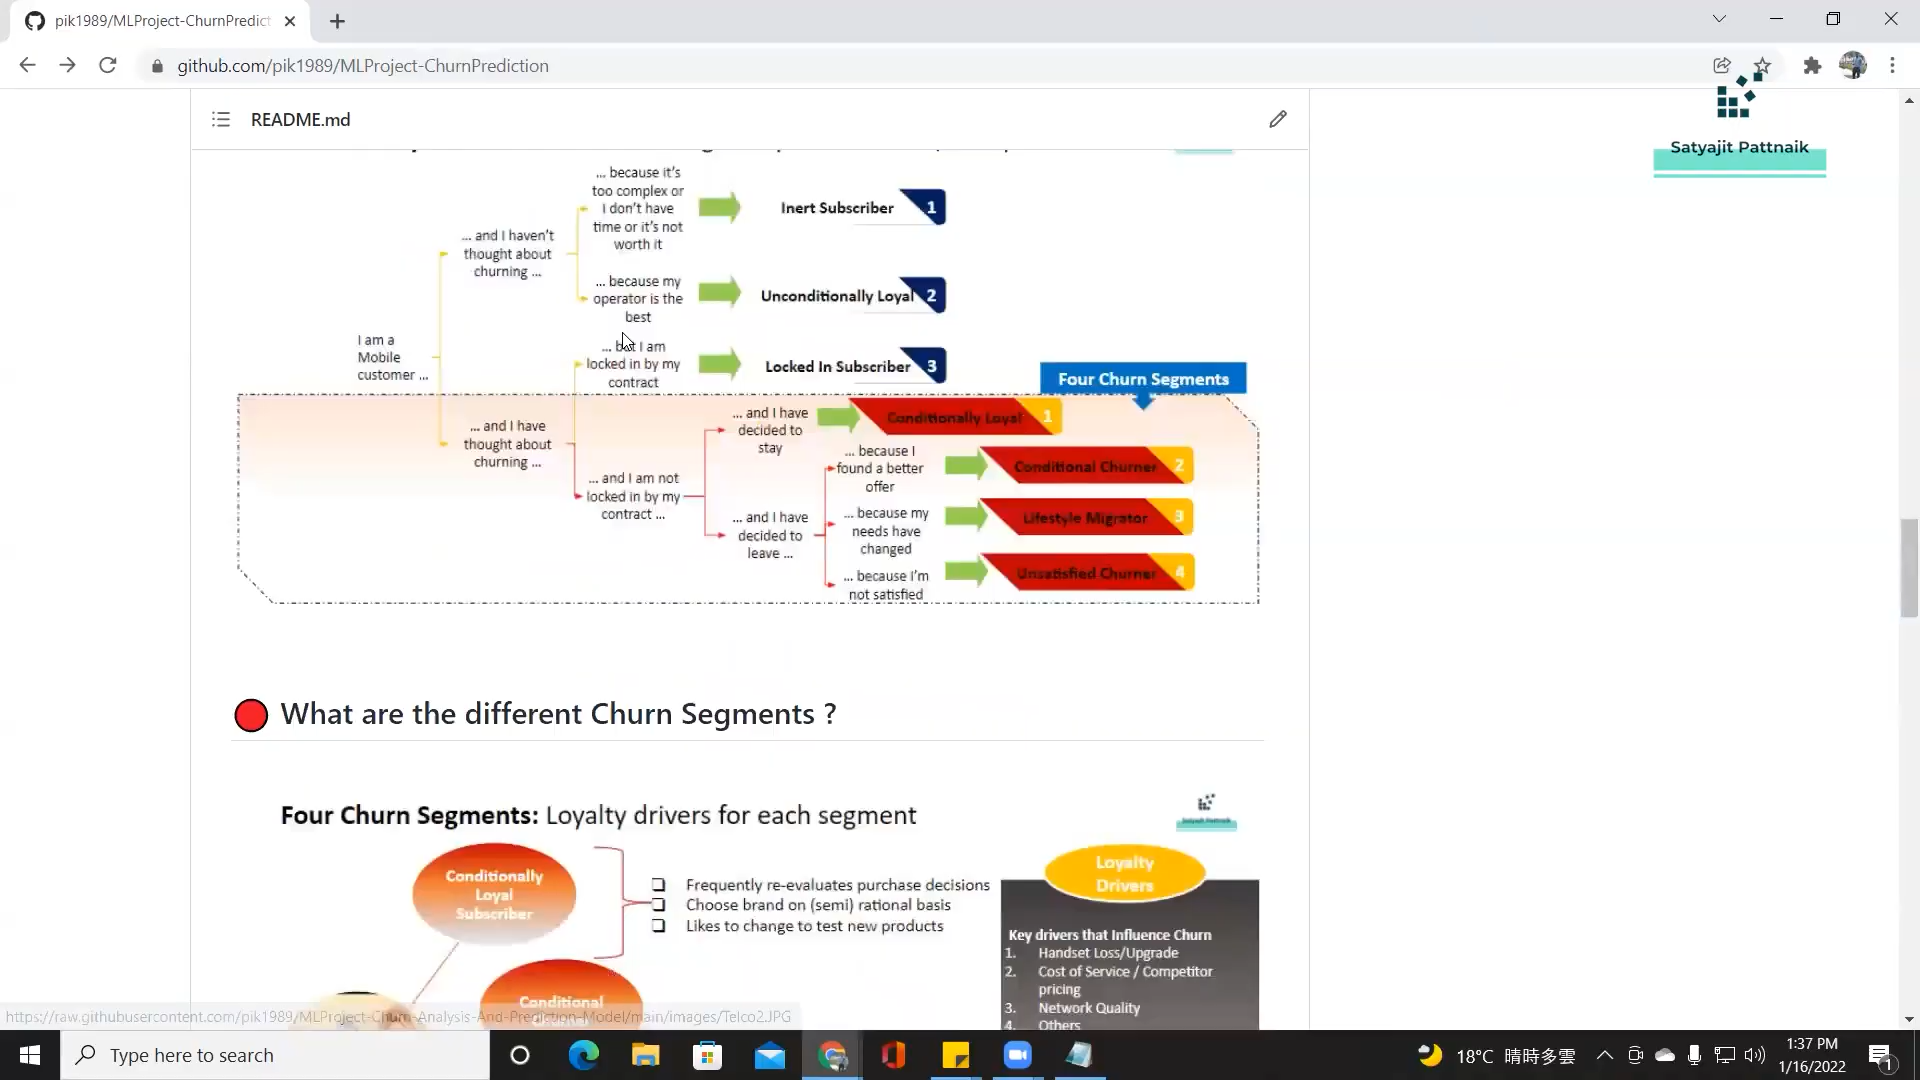 pik1989/MLProject-ChurnPredict
github.com/pik1989/MLProject-ChurnPrediction
Satyajit Pattnaik
README.md
... because it's
too complex or
I don't have
time or it's not
worth it
Inert Subscriber
1
... and I haven't
thought about
churning ...
... because my
operator is the
best
Unconditionally Loyal
2
I am a
Mobile
customer ...
... but I am
locked in by my
contract
Locked In Subscriber
3
Four Churn Segments
... and I have
thought about
churning ...
... and I have
decided to
stay
Conditionally Loyal
1
... and I am not
locked in by my
contract ...
... because I
found a better
offer
Conditional Churner
2
... and I have
decided to
leave ...
... because my
needs have
changed
Lifestyle Migrator
3
... because I'm
not satisfied
Unsatisfied Churner
4
What are the different Churn Segments ?
Four Churn Segments: Loyalty drivers for each segment
Satyajit Pattnaik
Conditionally
Loyal
Subscriber
Frequently re-evaluates purchase decisions
Choose brand on (semi) rational basis
Likes to change to test new products
Conditional
Loyalty
Drivers
Key drivers that Influence Churn
1. Handset Loss/Upgrade
2. Cost of Service / Competitor
pricing
3. Network Quality
4. Others
https://raw.githubusercontent.com/pik1989/MLProject-Churn-Analysis-And-Prediction-Model/main/images/Telco2.JPG
Type here to search
18°C 晴時多雲
1:37 PM
1/16/2022
1